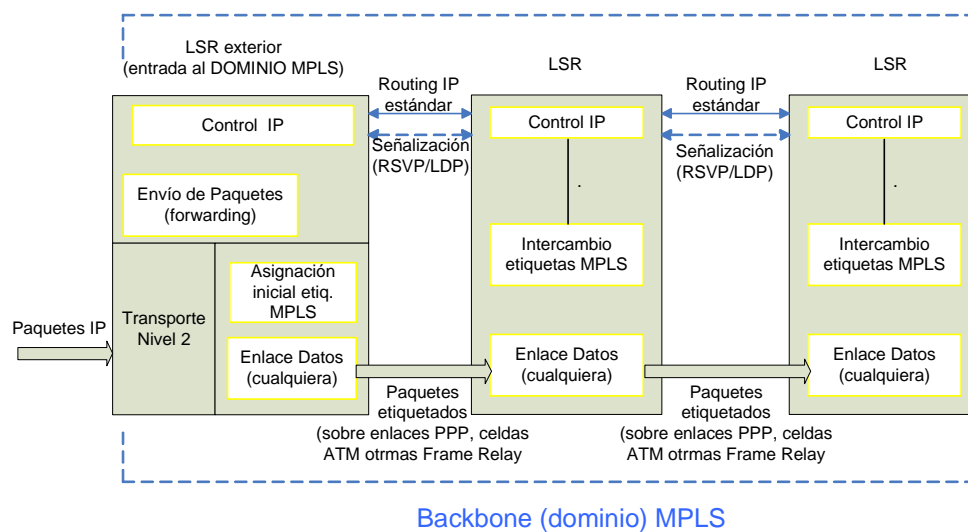 LSR exterior
(entrada al DOMINIO MPLS)
LSR
LSR
Routing IP
estándar
Routing IP
estándar
Control IP
Control IP
Control IP
Señalización
(RSVP/LDP)
Señalización
(RSVP/LDP)
Envío de Paquetes
(forwarding)
.
.
Intercambio
etiquetas MPLS
Intercambio
etiquetas MPLS
Asignación
inicial etiq.
MPLS
Paquetes IP
Transporte
Nivel 2
Enlace Datos
(cualquiera)
Enlace Datos
(cualquiera)
Enlace Datos
(cualquiera)
Paquetes
etiquetados
(sobre enlaces PPP, celdas
ATM otrmas Frame Relay
Paquetes
etiquetados
(sobre enlaces PPP, celdas
ATM otrmas Frame Relay
Backbone (dominio) MPLS